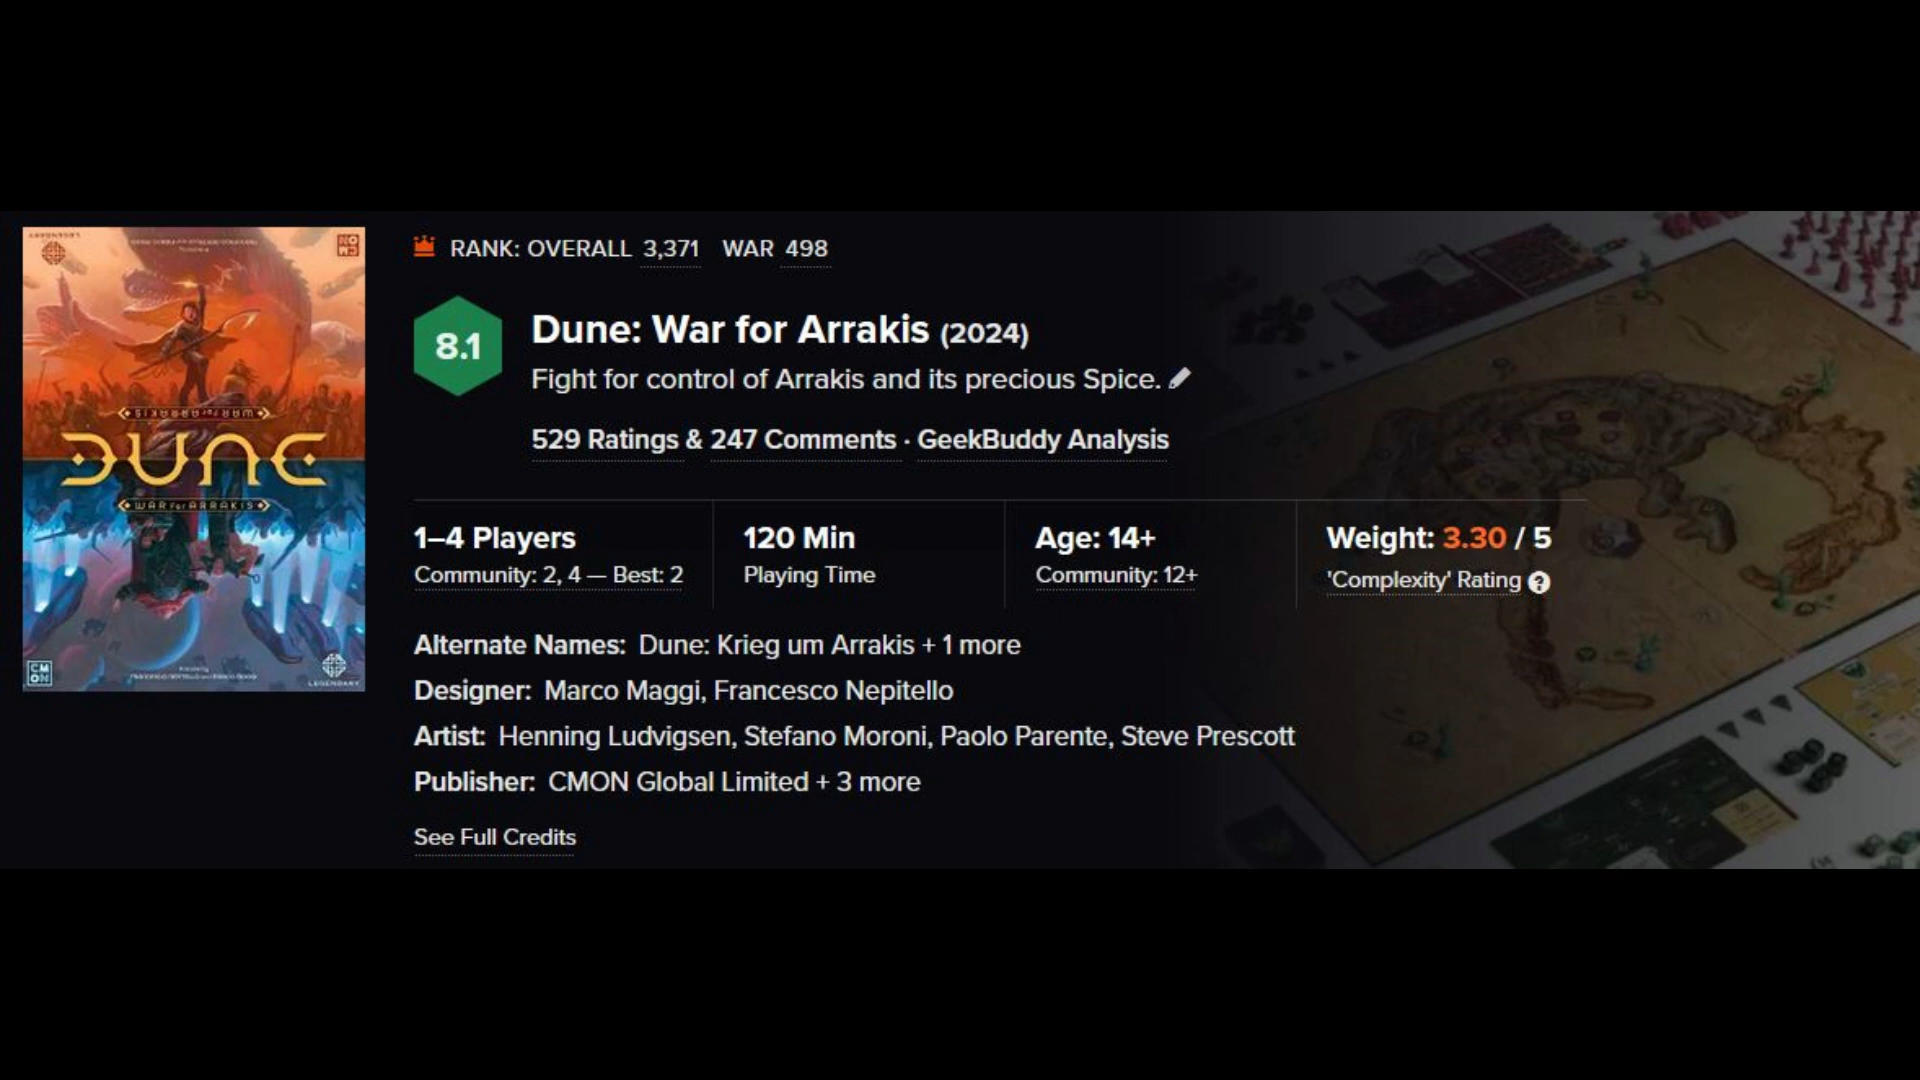 RANK: OVERALL 3,371 WAR 498
8.1
Dune: War for Arrakis (2024)
Fight for control of Arrakis and its precious Spice.
529 Ratings & 247 Comments · GeekBuddy Analysis
1–4 Players
Community: 2, 4 — Best: 2
120 Min
Playing Time
Age: 14+
Community: 12+
Weight: 3.30 / 5
'Complexity' Rating ?
Alternate Names: Dune: Krieg um Arrakis + 1 more
Designer: Marco Maggi, Francesco Nepitello
Artist: Henning Ludvigsen, Stefano Moroni, Paolo Parente, Steve Prescott
Publisher: CMON Global Limited + 3 more
See Full Credits
WAR for ARRAKIS
DUNE
WAR for ARRAKIS
CMON
LEGENDARY